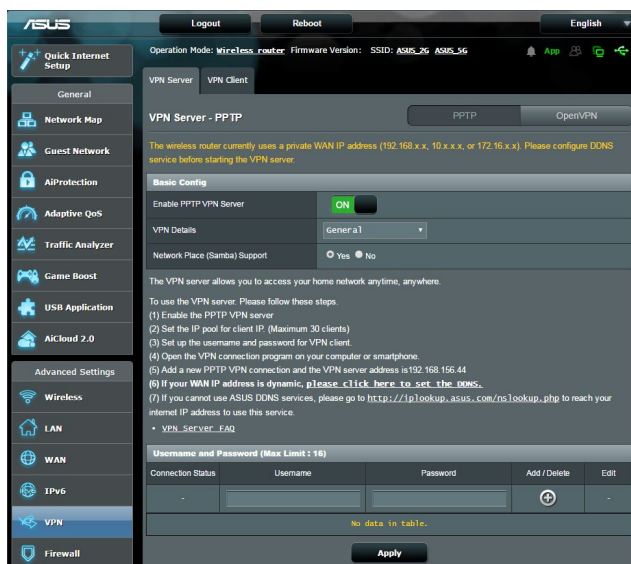 ASUS
Logout
Reboot
English
Quick Internet Setup
Operation Mode: Wireless router Firmware Version: SSID: ASUS_2G ASUS_5G
App
General
Network Map
Guest Network
AiProtection
Adaptive QoS
Traffic Analyzer
Game Boost
USB Application
AiCloud 2.0
Advanced Settings
Wireless
LAN
WAN
IPv6
VPN
Firewall
VPN Server
VPN Client
VPN Server - PPTP
PPTP
OpenVPN
The wireless router currently uses a private WAN IP address (192.168.x.x, 10.x.x.x, or 172.16.x.x). Please configure DDNS
service before starting the VPN server.
Basic Config
Enable PPTP VPN Server
ON
VPN Details
General
Network Place (Samba) Support
Yes
No
The VPN server allows you to access your home network anytime, anywhere.
To use the VPN server. Please follow these steps.
(1) Enable the PPTP VPN server
(2) Set the IP pool for client IP. (Maximum 30 clients)
(3) Set up the username and password for VPN client.
(4) Open the VPN connection program on your computer or smartphone.
(5) Add a new PPTP VPN connection and the VPN server address is192.168.156.44
(6) If your WAN IP address is dynamic, please click here to set the DDNS.
(7) If you cannot use ASUS DDNS services, please go to http://iplookup.asus.com/nslookup.php to reach your
internet IP address to use this service.
• VPN Server FAQ
Username and Password (Max Limit : 16)
Connection Status
Username
Password
Add / Delete
Edit
-
-
No data in table.
Apply